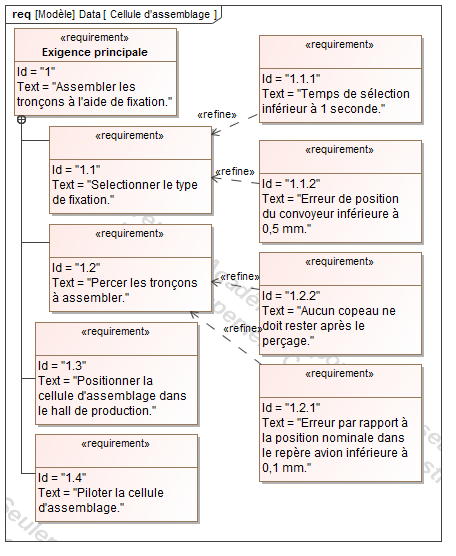 req [Modèle] Data [ Cellule d'assemblage ]
«requirement»
Exigence principale
Id = "1"
Text = "Assembler les
tronçons à l'aide de fixation."
«requirement»
Id = "1.1.1"
Text = "Temps de sélection
inférieur à 1 seconde."
«refine»
«requirement»
Id = "1.1"
Text = "Selectionner le type
de fixation."
«refine»
«requirement»
Id = "1.1.2"
Text = "Erreur de position
du convoyeur inférieure à
0,5 mm."
«requirement»
Id = "1.2"
Text = "Percer les tronçons
à assembler."
«refine»
«requirement»
Id = "1.2.2"
Text = "Aucun copeau ne
doit rester après le
perçage."
«refine»
«requirement»
Id = "1.3"
Text = "Positionner la
cellule d'assemblage dans
le hall de production."
«requirement»
Id = "1.2.1"
Text = "Erreur par rapport à
la position nominale dans
le repère avion inférieure à
0,1 mm."
«requirement»
Id = "1.4"
Text = "Piloter la cellule
d'assemblage."